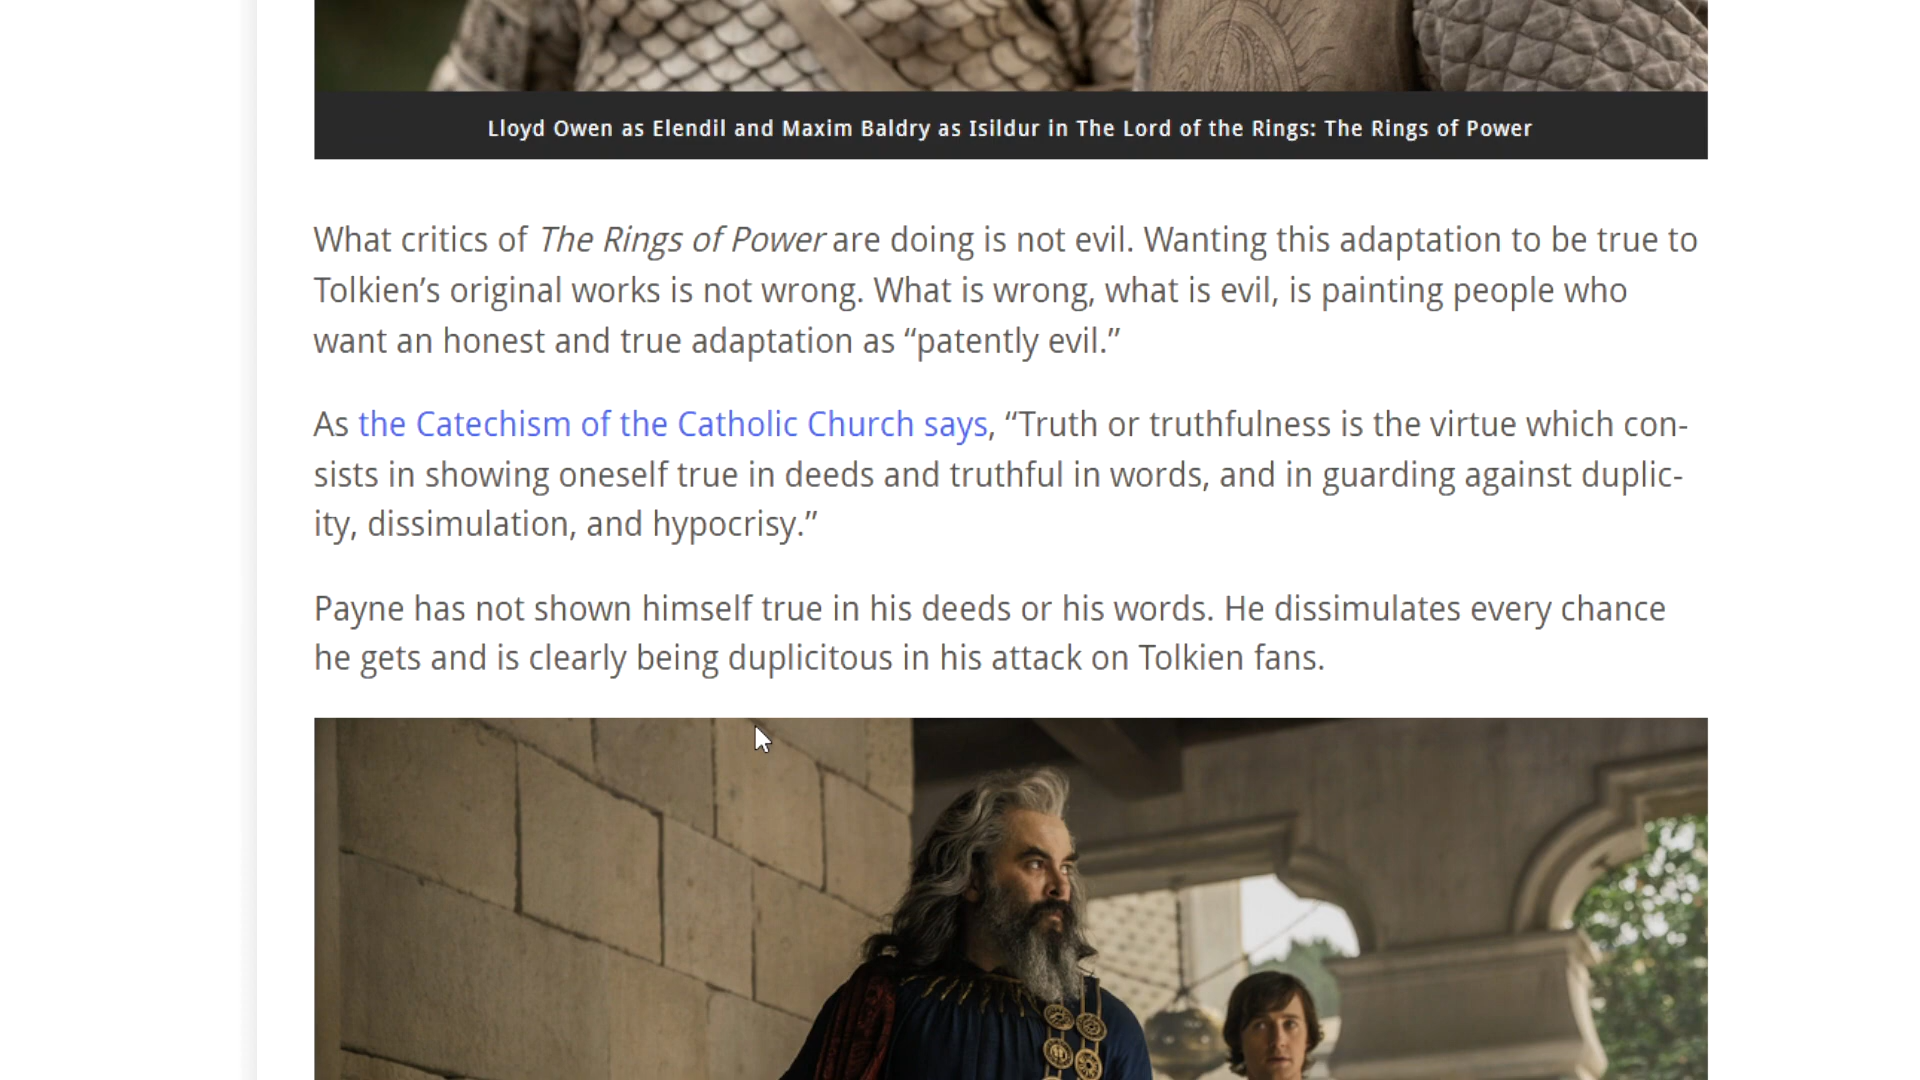 Lloyd Owen as Elendil and Maxim Baldry as Isildur in The Lord of the Rings: The Rings of Power
What critics of The Rings of Power are doing is not evil. Wanting this adaptation to be true to
Tolkien’s original works is not wrong. What is wrong, what is evil, is painting people who
want an honest and true adaptation as “patently evil.”
As the Catechism of the Catholic Church says, “Truth or truthfulness is the virtue which con-
sists in showing oneself true in deeds and truthful in words, and in guarding against duplic-
ity, dissimulation, and hypocrisy.”
Payne has not shown himself true in his deeds or his words. He dissimulates every chance
he gets and is clearly being duplicitous in his attack on Tolkien fans.